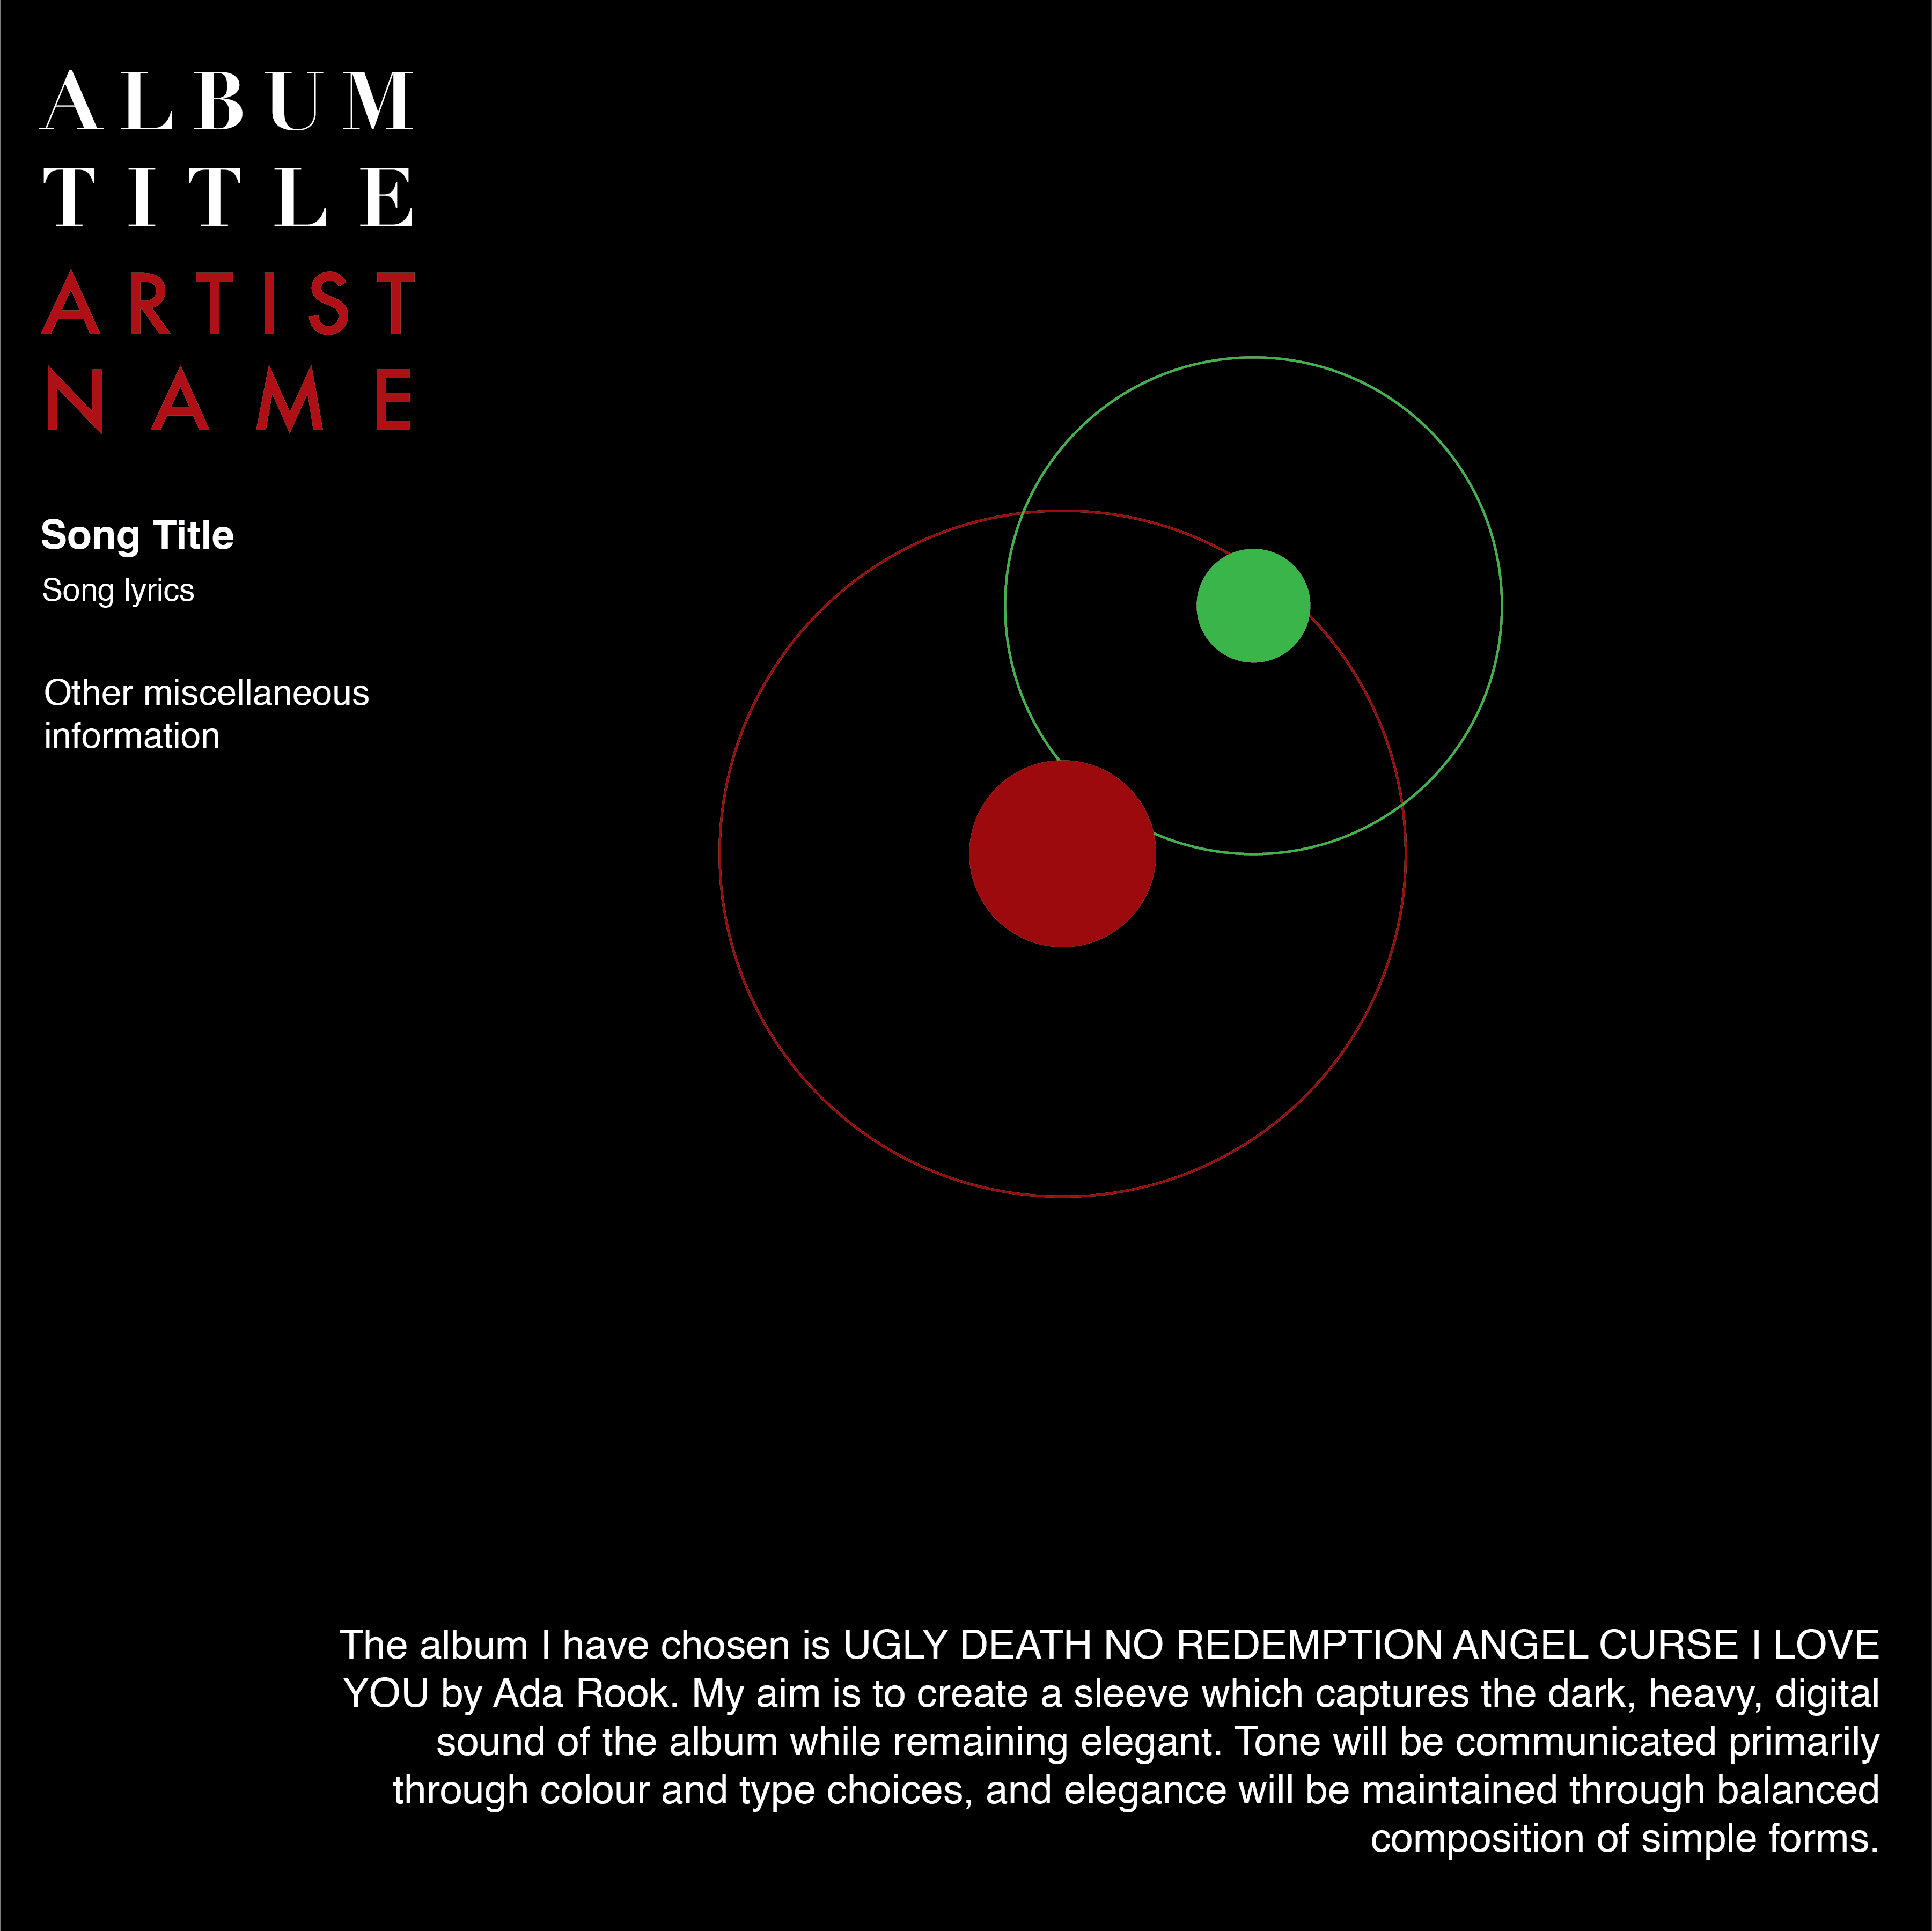 ALBUM
TITLE
ARTIST
NAME
Song Title
Song lyrics
Other miscellaneous
information
The album I have chosen is UGLY DEATH NO REDEMPTION ANGEL CURSE I LOVE
YOU by Ada Rook. My aim is to create a sleeve which captures the dark, heavy, digital
sound of the album while remaining elegant. Tone will be communicated primarily
through colour and type choices, and elegance will be maintained through balanced
composition of simple forms.